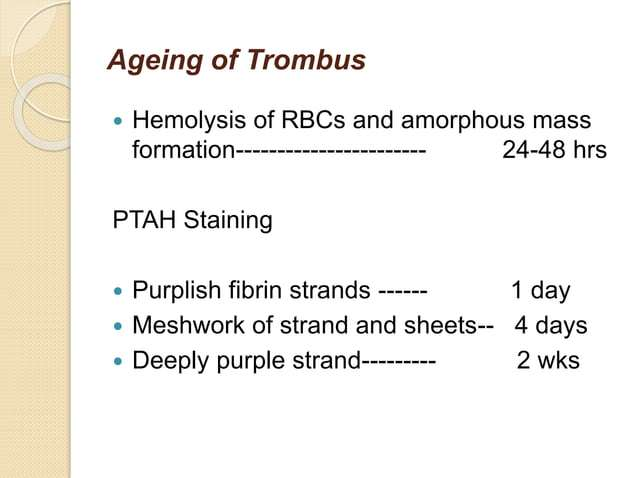 Ageing of Trombus
• Hemolysis of RBCs and amorphous mass
formation----------------------- 24-48 hrs
PTAH Staining
• Purplish fibrin strands ------ 1 day
• Meshwork of strand and sheets-- 4 days
• Deeply purple strand--------- 2 wks